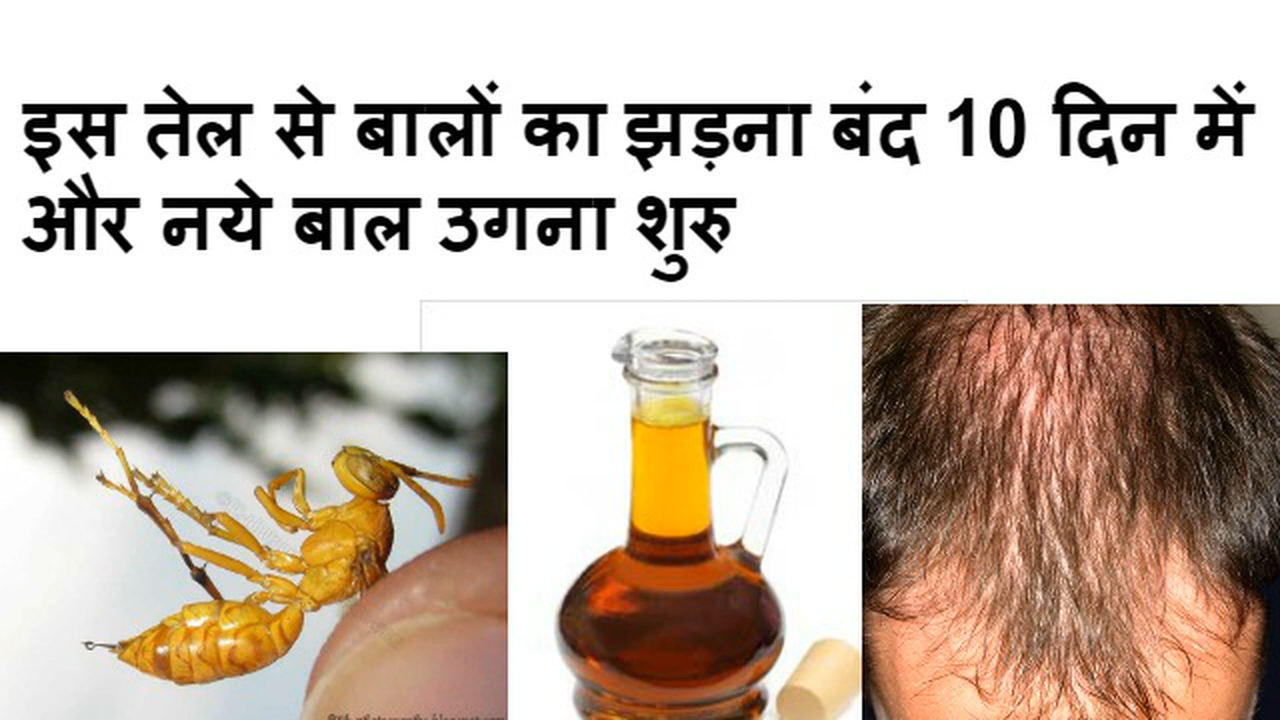 इस तेल से बालों का झड़ना बंद 10 दिन में
और नये बाल उगना शुरु